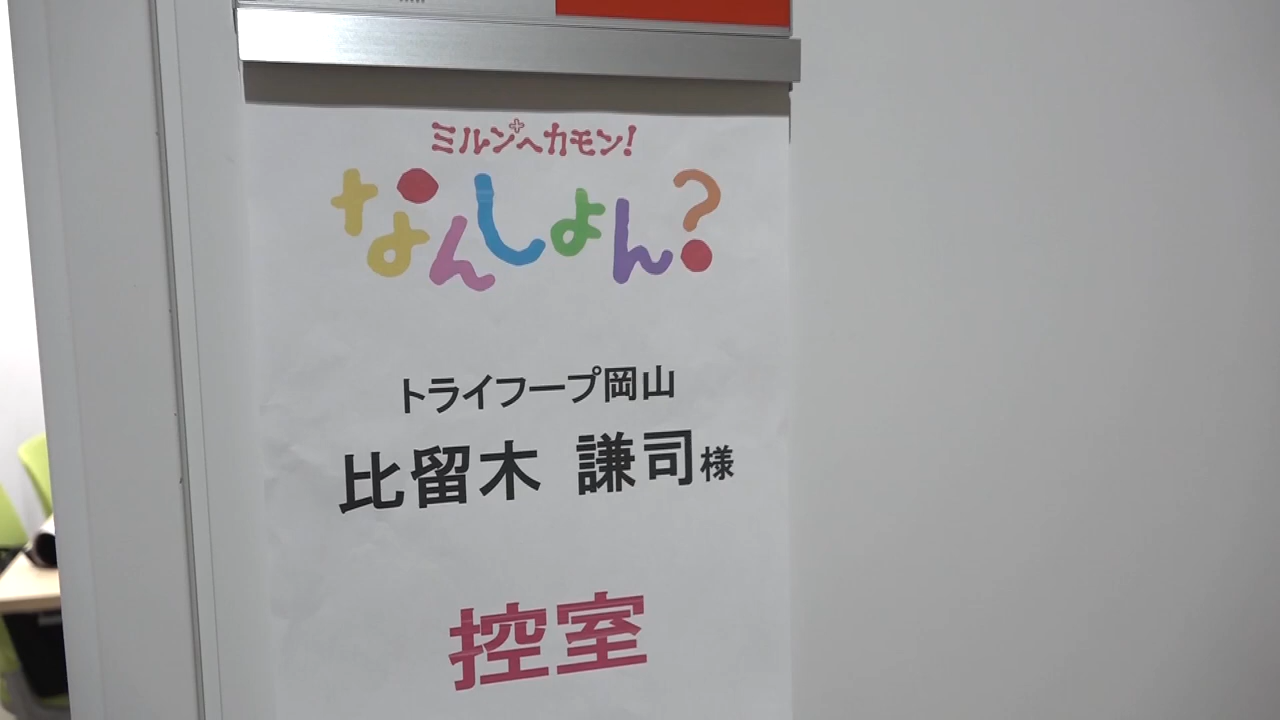 ミルンへカモン!
なんしょん?
トライフープ岡山
比留木 謙司様
控室